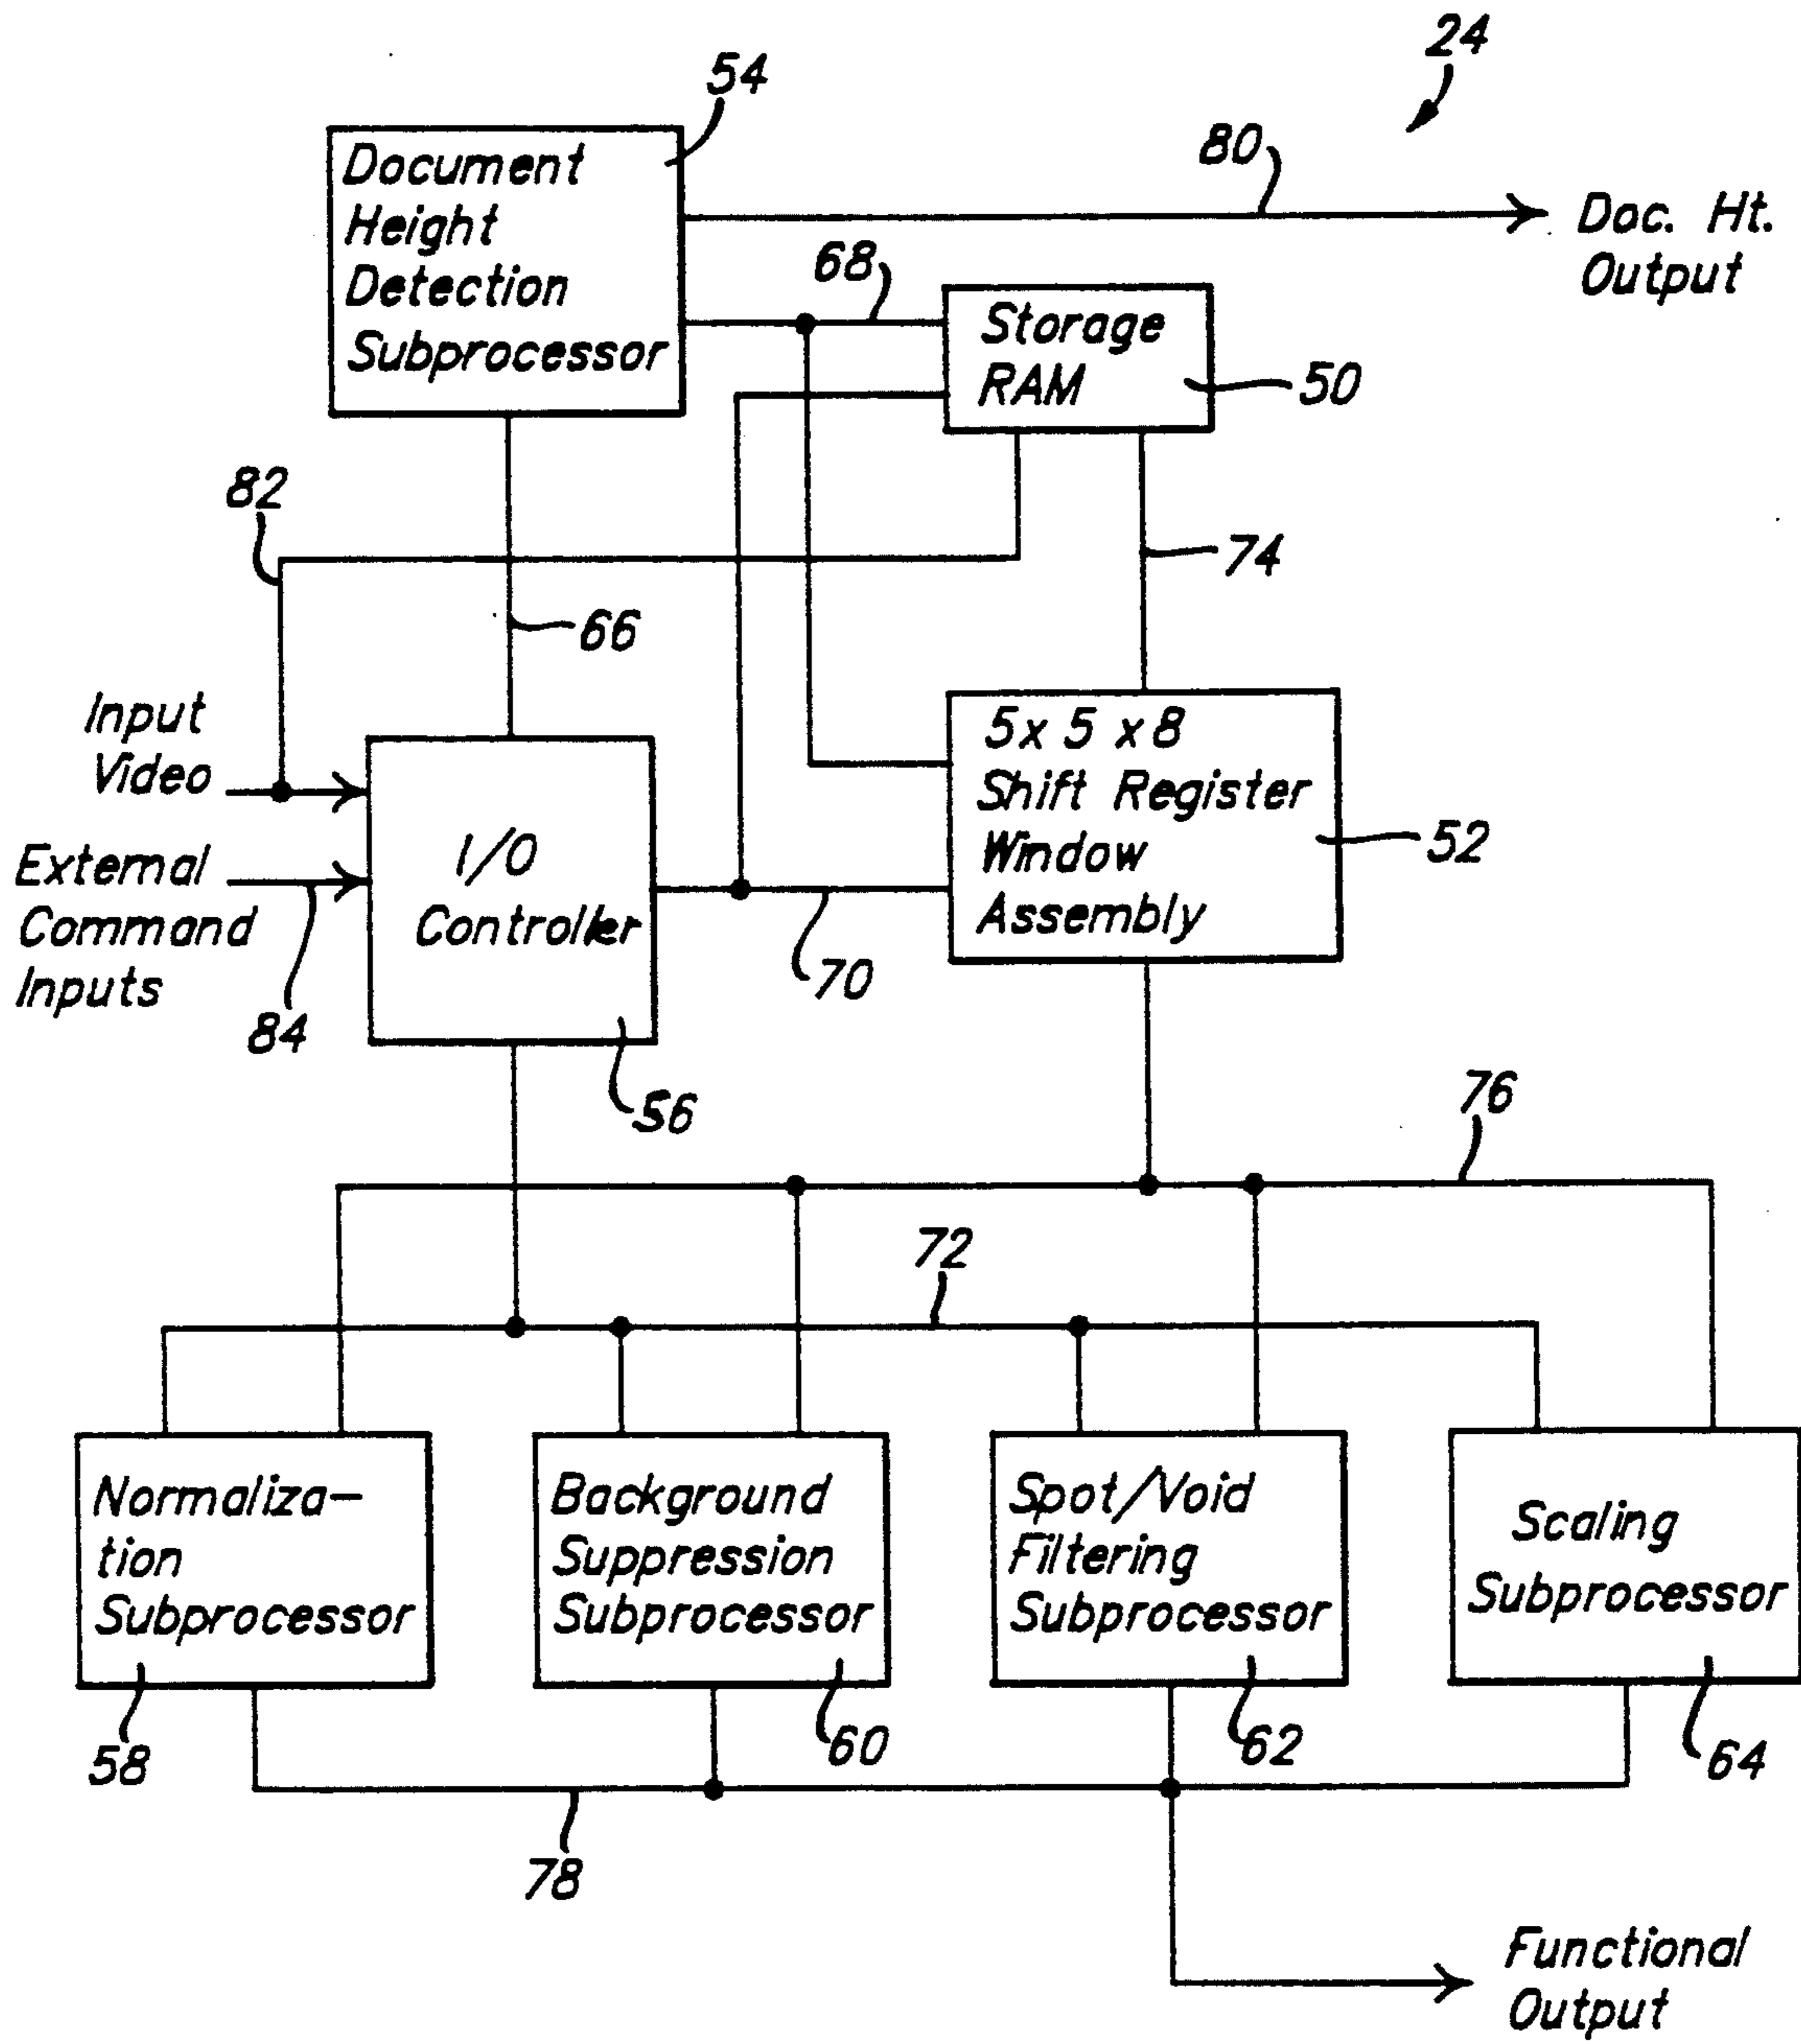 24
54
Document
Height
Detection
Subprocessor
80
Doc. Ht.
Output
68
Storage
RAM
50
82
74
66
Input
Video
5x 5 x 8
Shift Register
Window
Assembly
52
External
Command
Inputs
84
I/O
Controller
70
56
76
72
Normaliza-
tion
Subprocessor
58
Background
Suppression
Subprocessor
60
Spot/Void
Filtering
Subprocessor
62
Scaling
Subprocessor
64
78
Functional
Output